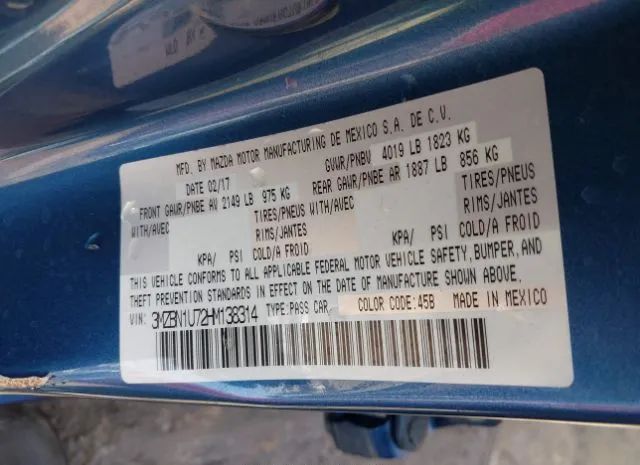 MFD. BY MAZDA MOTOR MANUFACTURING DE MEXICO S.A. DE C.V.
DATE 02/17 GVWR/PNBV 4019 LB 1823 KG
FRONT GAWR/PNBE AV 2149 LB 975 KG REAR GAWR/PNBE AR 1887 LB 856 KG
WITH/AVEC TIRES/PNEUS WITH/AVEC TIRES/PNEUS
RIMS/JANTES RIMS/JANTES
KPA/ PSI COLD/A FROID KPA/ PSI COLD/A FROID
THIS VEHICLE CONFORMS TO ALL APPLICABLE FEDERAL MOTOR VEHICLE SAFETY, BUMPER, AND
THEFT PREVENTION STANDARDS IN EFFECT ON THE DATE OF MANUFACTURE SHOWN ABOVE.
VIN: 3MZBN1U72HM138314 TYPE:PASS CAR COLOR CODE:45B MADE IN MEXICO